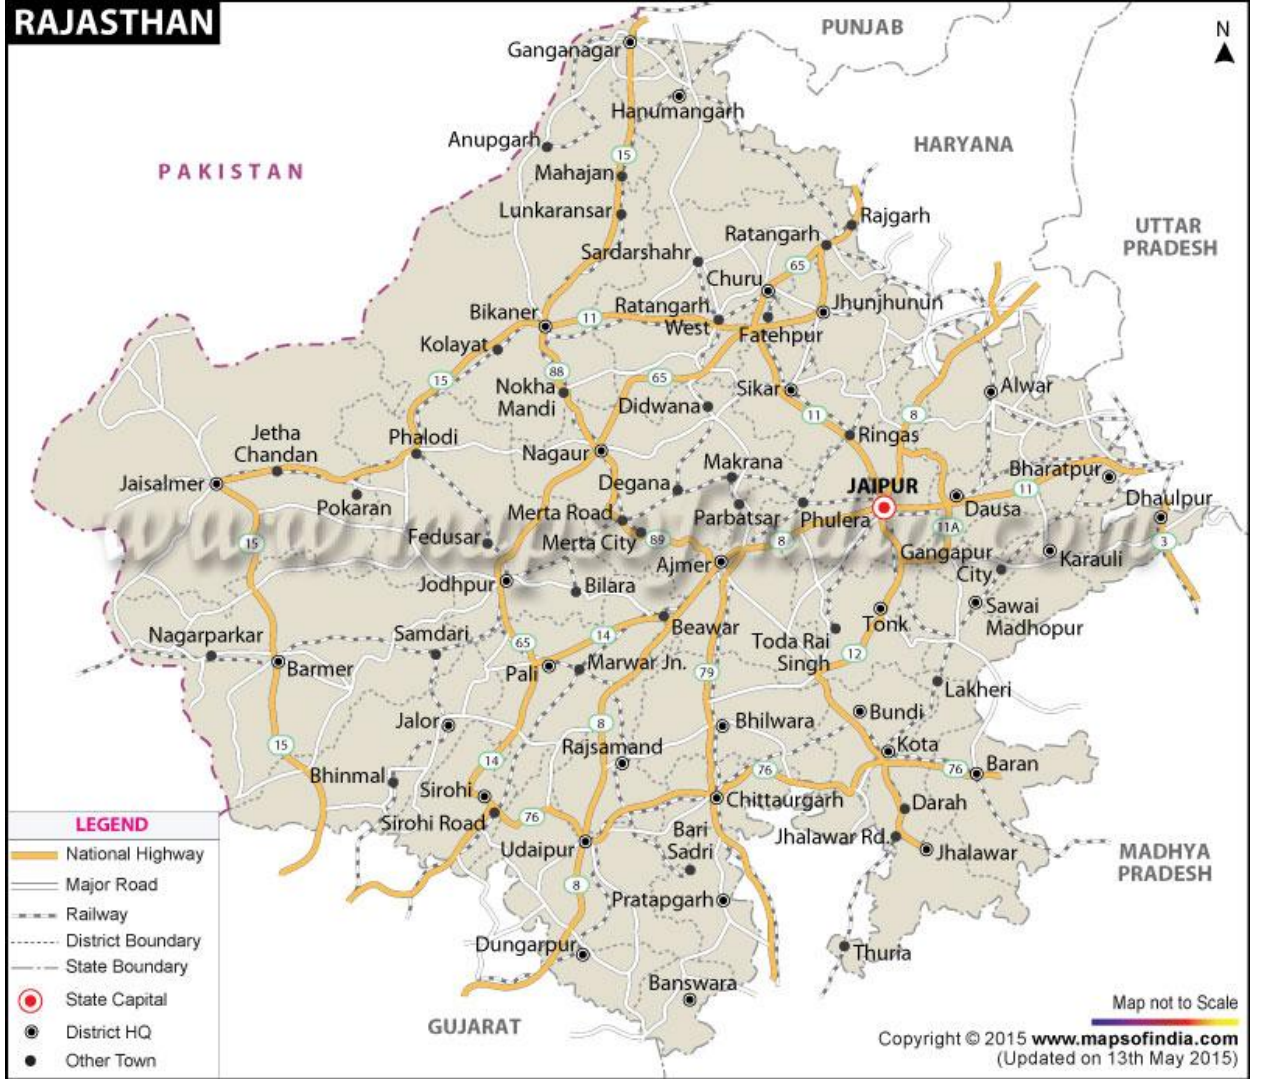 RAJASTHAN
PUNJAB
N
Ganganagar
Hanumangarh
Anupgarh
HARYANA
15
PAKISTAN
Mahajan
Lunkaransar
Rajgarh
Ratangarh
UTTAR
PRADESH
Sardarshahr
65
Churu
Jhunjhunun
Ratangarh
West
Bikaner
11
Fatehpur
Kolayat
88
15
65
Nokha
Mandi
Sikar
Alwar
Didwana
11
8
Ringas
Jetha
Chandan
Phalodi
Nagaur
Makrana
Bharatpur
Jaisalmer
Degana
JAIPUR
11
Dhaulpur
Pokaran
Merta Road
Parbatsar
Phulera
Dausa
www.mapsofindia.com
11A
Fedusar
Merta City
89
8
15
3
Ajmer
Gangapur
City
Karauli
Jodhpur
Bilara
Sawai
Madhopur
Nagarparkar
Samdari
14
Beawar
Tonk
65
Toda Rai
Singh
12
Barmer
Pali
Marwar Jn.
79
Lakheri
Jalor
8
Bhilwara
Bundi
15
Rajsamand
Kota
14
76
76
Baran
Bhinmal
Sirohi
Chittaurgarh
Darah
Sirohi Road
76
Bari
Sadri
Jhalawar Rd.
Udaipur
Jhalawar
MADHYA
PRADESH
8
Pratapgarh
Dungarpur
Thuria
Banswara
GUJARAT
LEGEND
National Highway
Major Road
Railway
District Boundary
State Boundary
State Capital
District HQ
Other Town
Map not to Scale
Copyright © 2015 www.mapsofindia.com
(Updated on 13th May 2015)